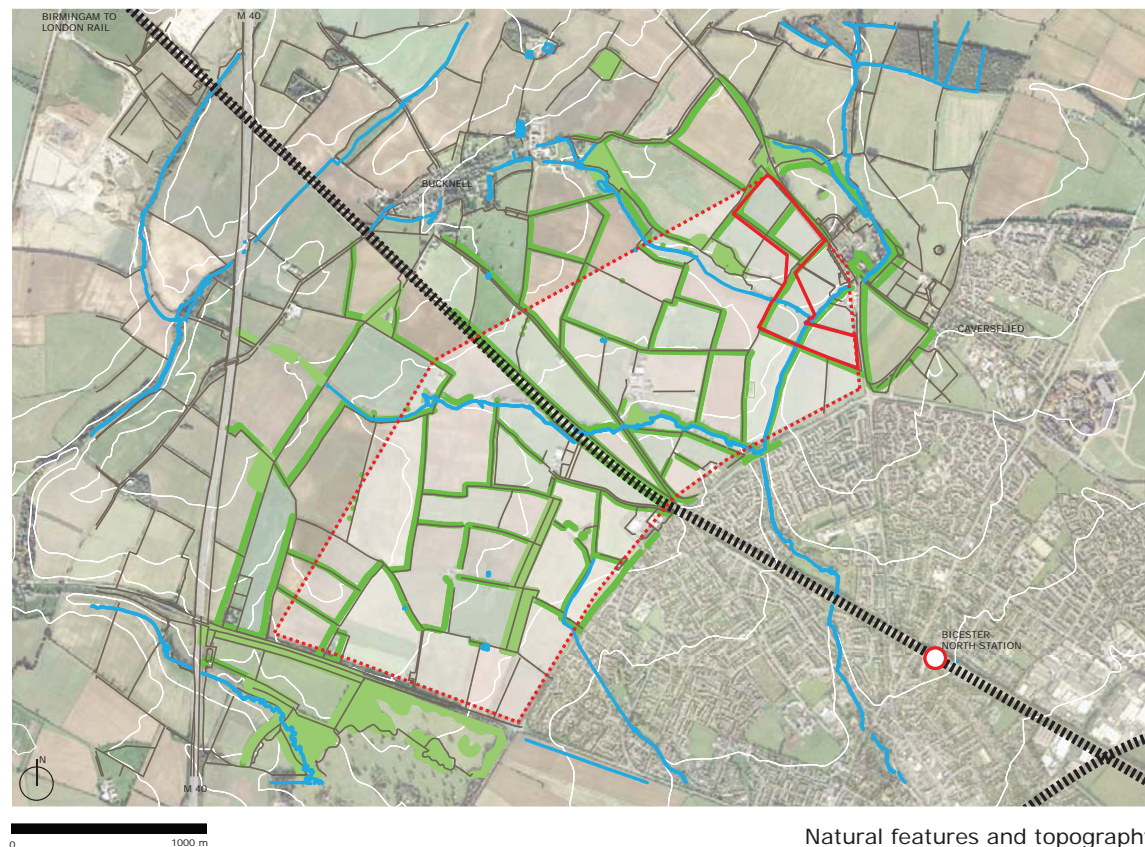 BIRMINGAM TO
LONDON RAIL
M 40
BUCKNELL
CAVERSFLIED
BICESTER
NORTH STATION
N
M 40
0
1000 m
Natural features and topography